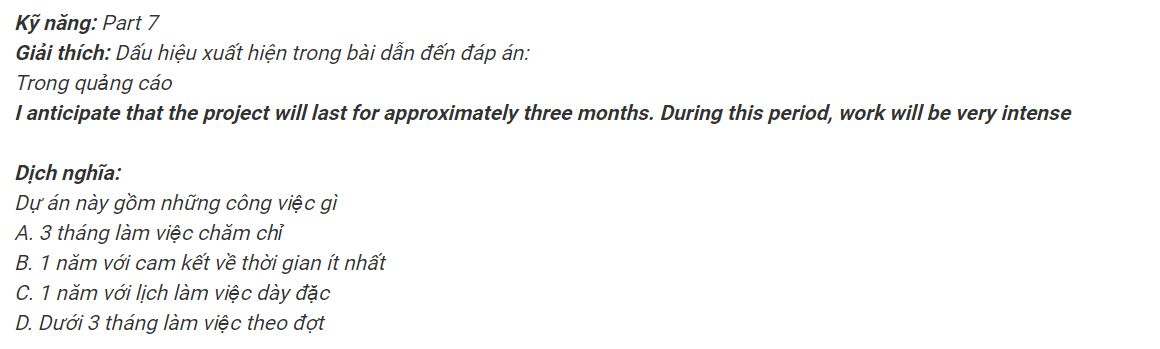 Kỹ năng: Part 7
Giải thích: Dấu hiệu xuất hiện trong bài dẫn đến đáp án:
Trong quảng cáo
I anticipate that the project will last for approximately three months. During this period, work will be very intense
Dịch nghĩa:
Dự án này gồm những công việc gì
A. 3 tháng làm việc chăm chỉ
B. 1 năm với cam kết về thời gian ít nhất
C. 1 năm với lịch làm việc dày đặc
D. Dưới 3 tháng làm việc theo đợt